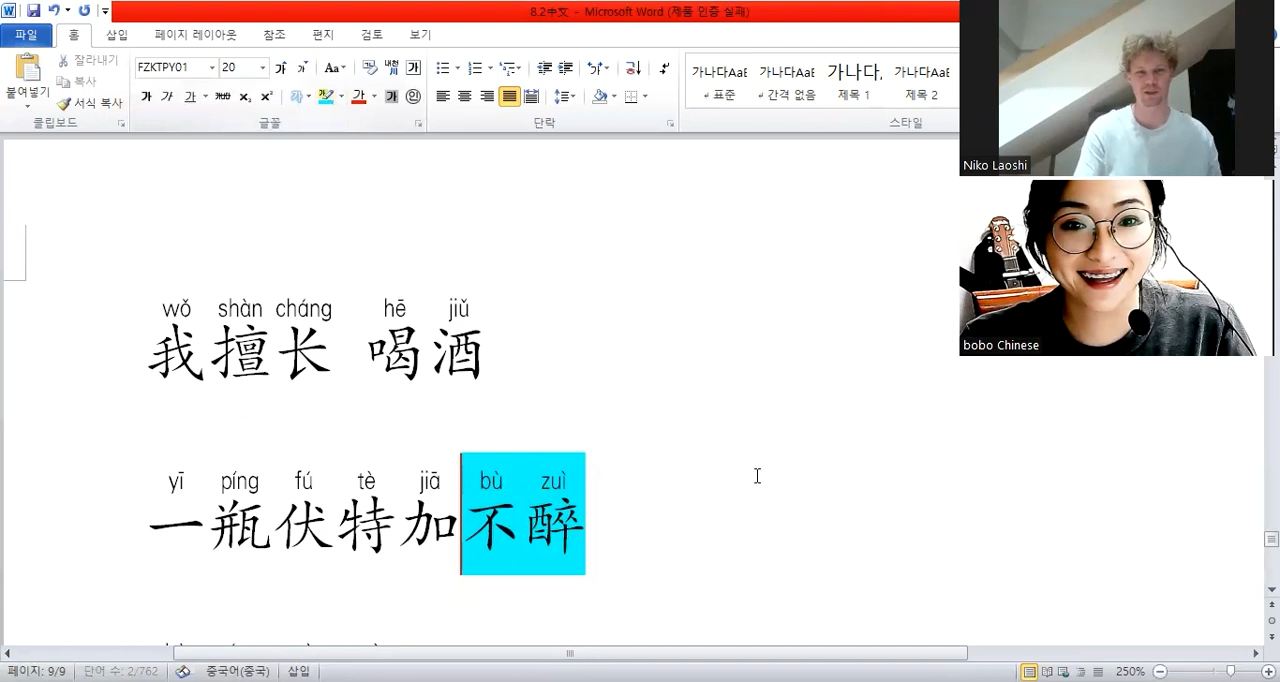 8.2中文 - Microsoft Word (제품 인증 실패)
파일 홈 삽입 페이지 레이아웃 참조 편지 검토 보기
붙여넣기
잘라내기
복사
서식 복사
클립보드
FZKTPY01 20
글꼴
단락
가나다AaB 가나다AaB 가나다, 가나다AaB
표준 간격 없음 제목 1 제목 2
스타일
Niko Laoshi
bobo Chinese
wǒ shàn cháng hē jiǔ
我擅长 喝酒
yī píng fú tè jiā bù zuì
一瓶伏特加不醉
페이지: 9/9 단어 수: 2/762 중국어(중국) 삽입 250%